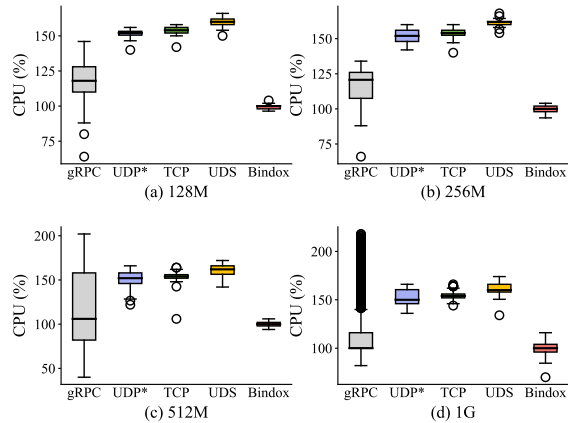 CPU (%)
150
125
100
75
gRPC UDP* TCP UDS Bindox
(a) 128M
CPU (%)
150
125
100
75
gRPC UDP* TCP UDS Bindox
(b) 256M
CPU (%)
200
150
100
50
gRPC UDP* TCP UDS Bindox
(c) 512M
CPU (%)
200
150
100
gRPC UDP* TCP UDS Bindox
(d) 1G